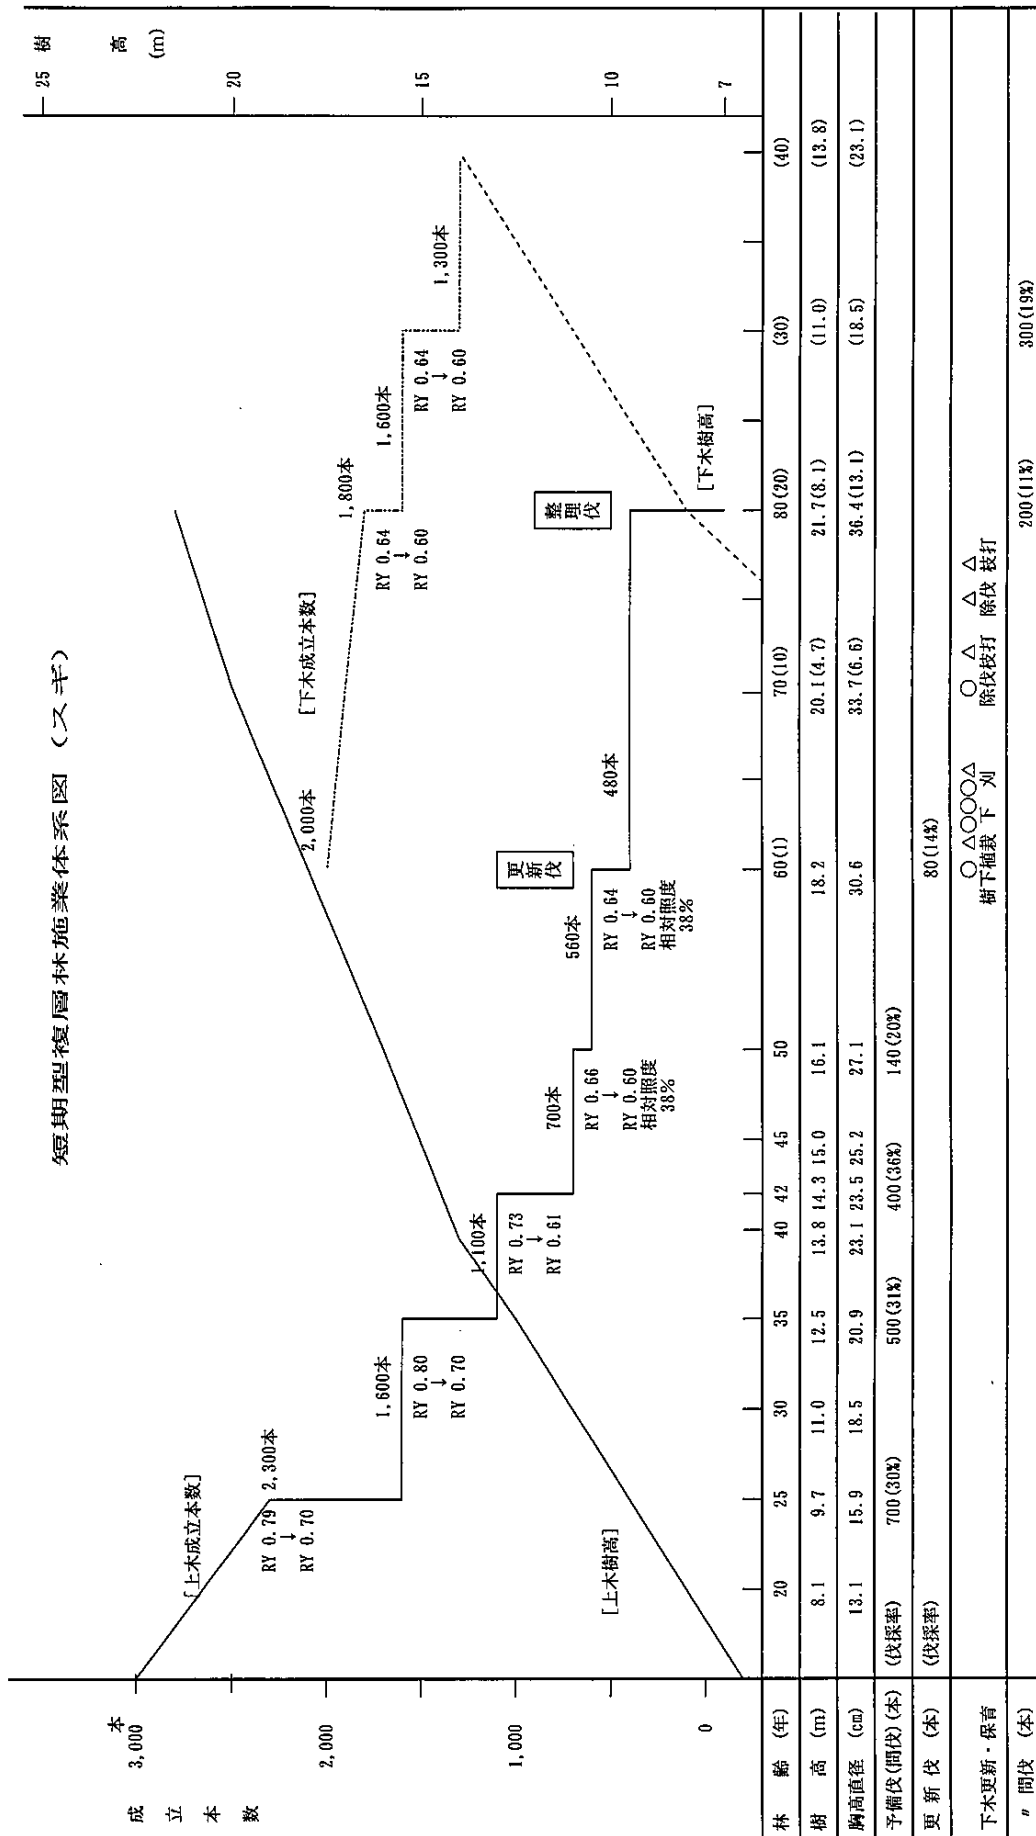 短期型複層林施業体系図（スギ）
成立本数
本
3,000
2,000
1,000
0
樹高
(m)
25
20
15
10
7
[上木成立本数]
2,300本
RY 0.79
↓
RY 0.70
1,600本
RY 0.80
↓
RY 0.70
1,100本
RY 0.73
↓
RY 0.61
700本
RY 0.66
↓
RY 0.60
相対照度
38%
560本
RY 0.64
↓
RY 0.60
相対照度
38%
更新伐
480本
整理伐
[上木樹高]
2,000本
[下木成立本数]
1,800本
RY 0.64
↓
RY 0.60
1,600本
RY 0.64
↓
RY 0.60
1,300本
[下木樹高]
林齢 (年) 20 25 30 35 40 42 45 50 60(1) 70(10) 80(20) (30) (40)
樹高 (m) 8.1 9.7 11.0 12.5 13.8 14.3 15.0 16.1 18.2 20.1(4.7) 21.7(8.1) (11.0) (13.8)
胸高直径 (cm) 13.1 15.9 18.5 20.9 23.1 23.5 25.2 27.1 30.6 33.7(6.6) 36.4(13.1) (18.5) (23.1)
予備伐(間伐)(本) (伐採率) 700(30%) 500(31%) 400(36%) 140(20%)
更新伐 (本) (伐採率) 80(14%)
○ △○○○△ ○ △ △ △
下木更新・保育 樹下植栽 下 刈 除伐枝打 除伐 枝打
〃 間伐 (本) 200(11%) 300(19%)